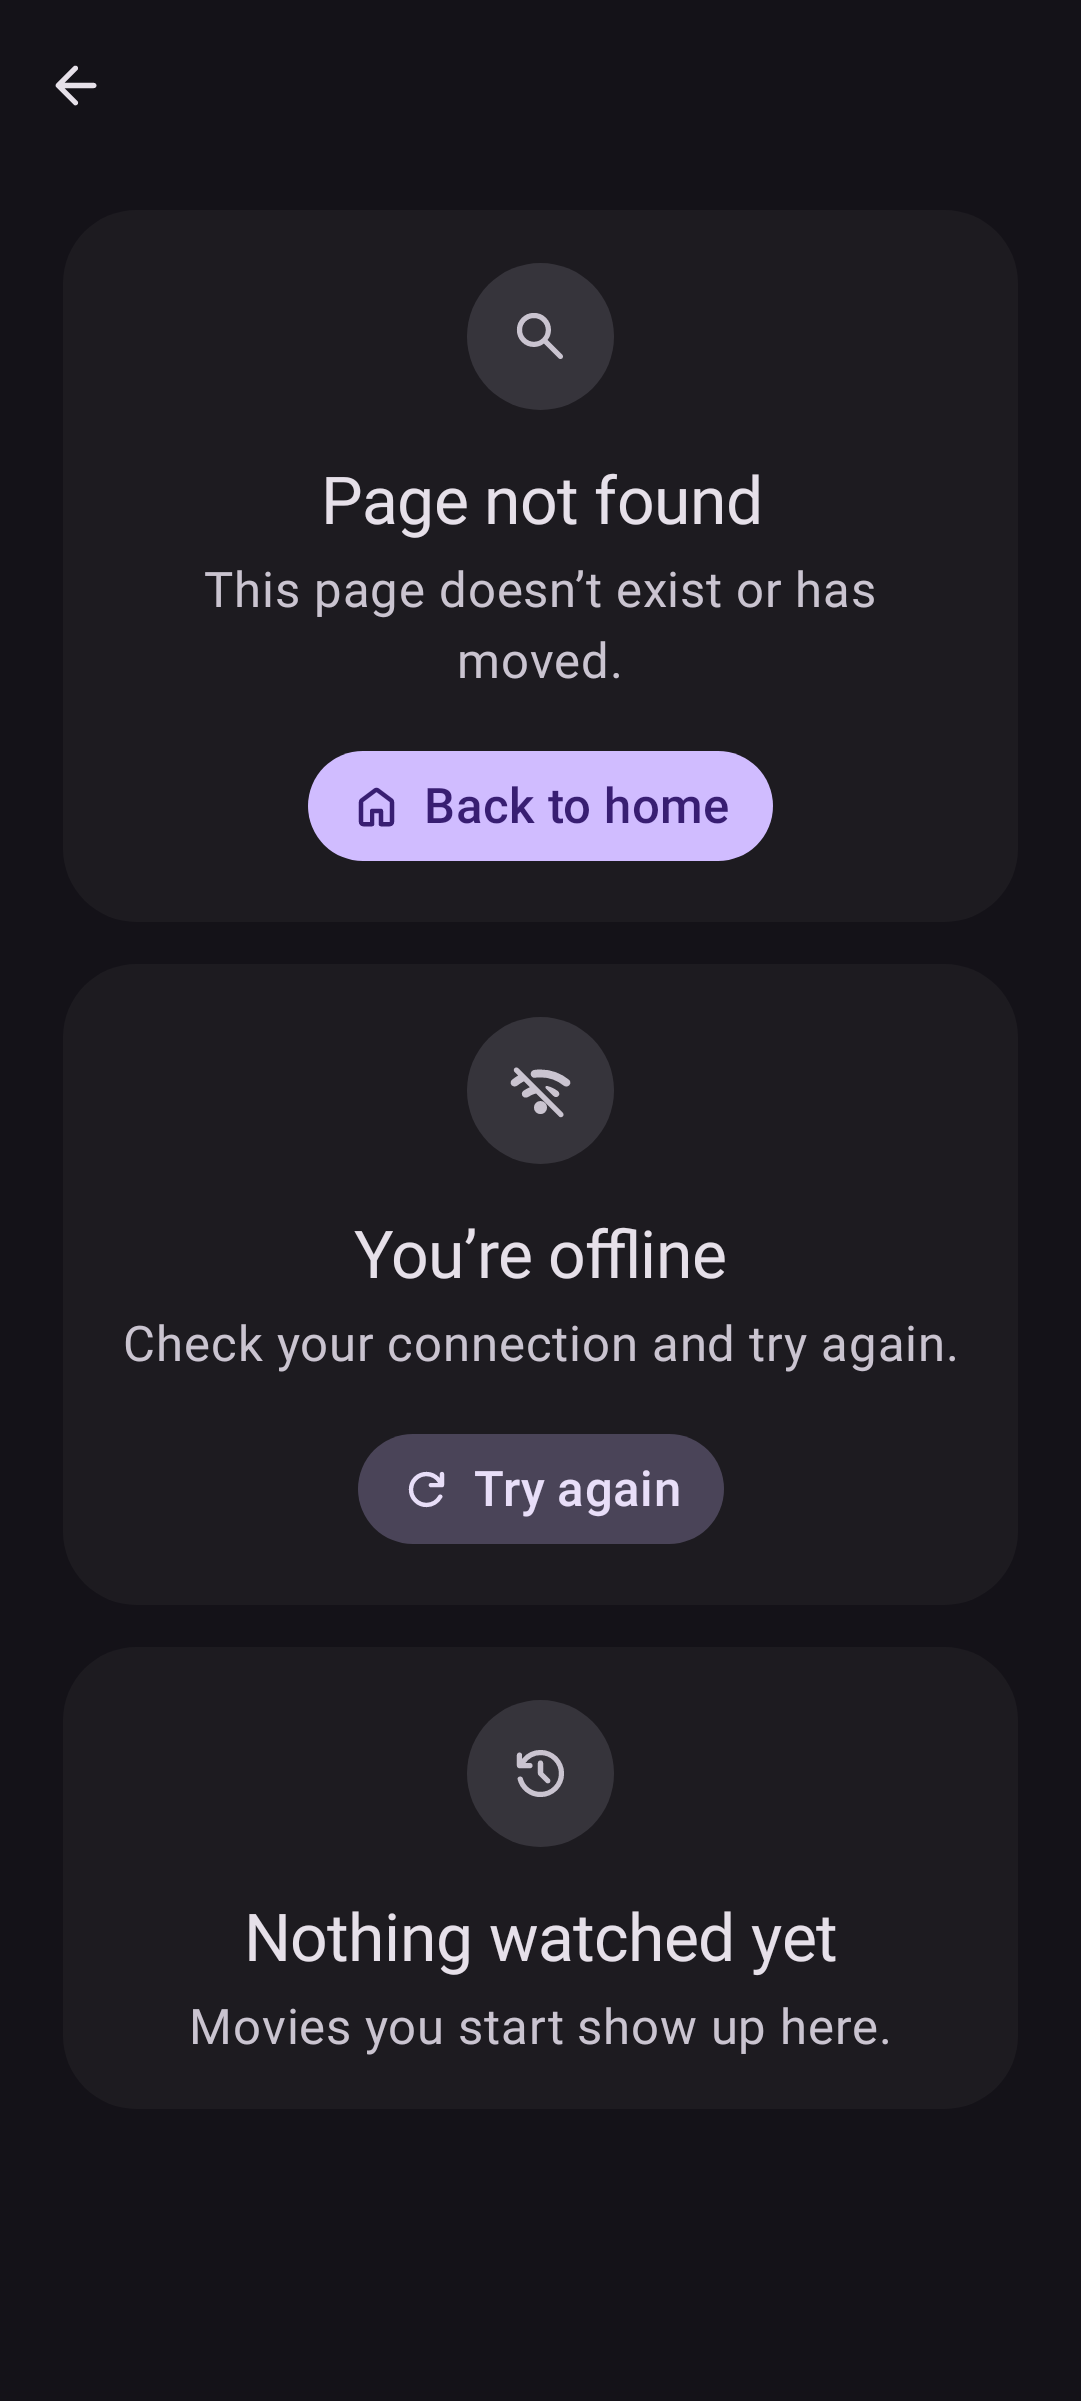 Page not found
This page doesn’t exist or has
moved.
Back to home
You’re offline
Check your connection and try again.
Try again
Nothing watched yet
Movies you start show up here.